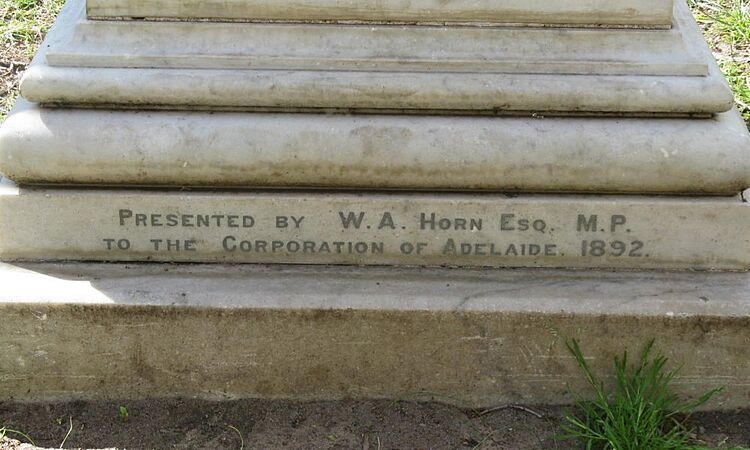 PRESENTED BY W. A. HORN ESQ. M.P.
TO THE CORPORATION OF ADELAIDE. 1892.